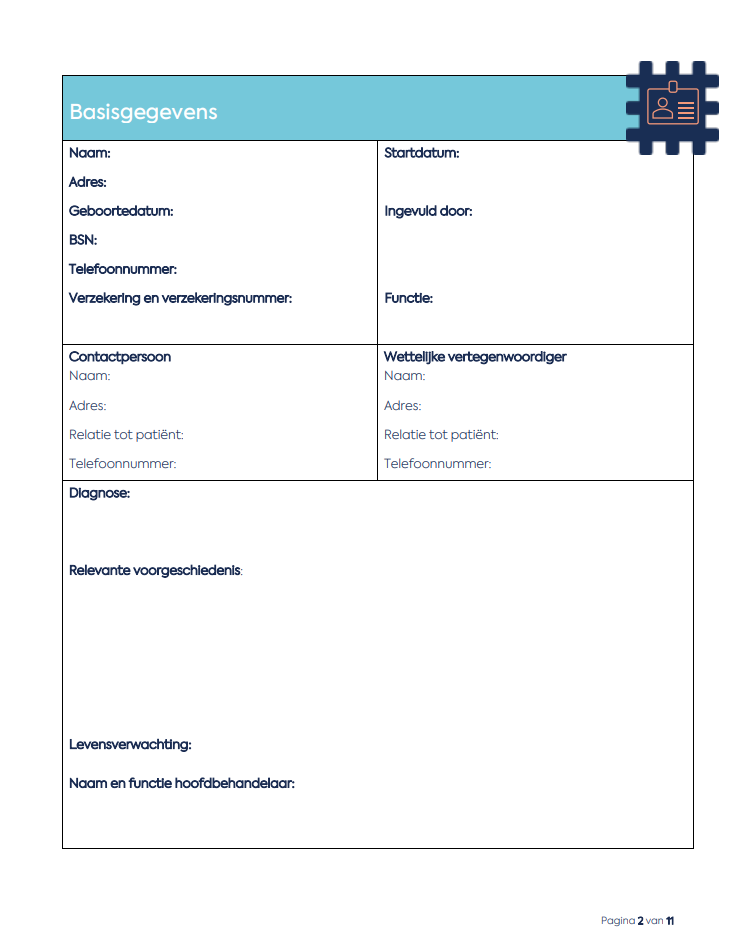 Basisgegevens
Naam:
Adres:
Geboortedatum:
BSN:
Telefoonnummer:
Verzekering en verzekeringsnummer:
Startdatum:
Ingevuld door:
Functie:
Contactpersoon
Naam:
Adres:
Relatie tot patiënt:
Telefoonnummer:
Wettelijke vertegenwoordiger
Naam:
Adres:
Relatie tot patiënt:
Telefoonnummer:
Diagnose:
Relevante voorgeschiedenis:
Levensverwachting:
Naam en functie hoofdbehandelaar:
Pagina 2 van 11